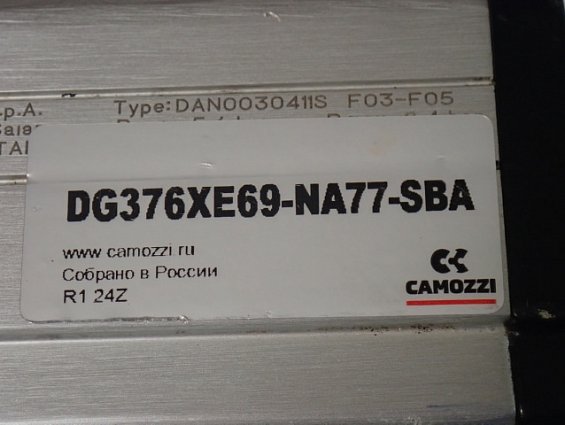 p.A. Type:DAN0030411S F03-F05
DG376XE69-NA77-SBA
www camozzi ru
Собрано в России
R1 24Z
CAMOZZI